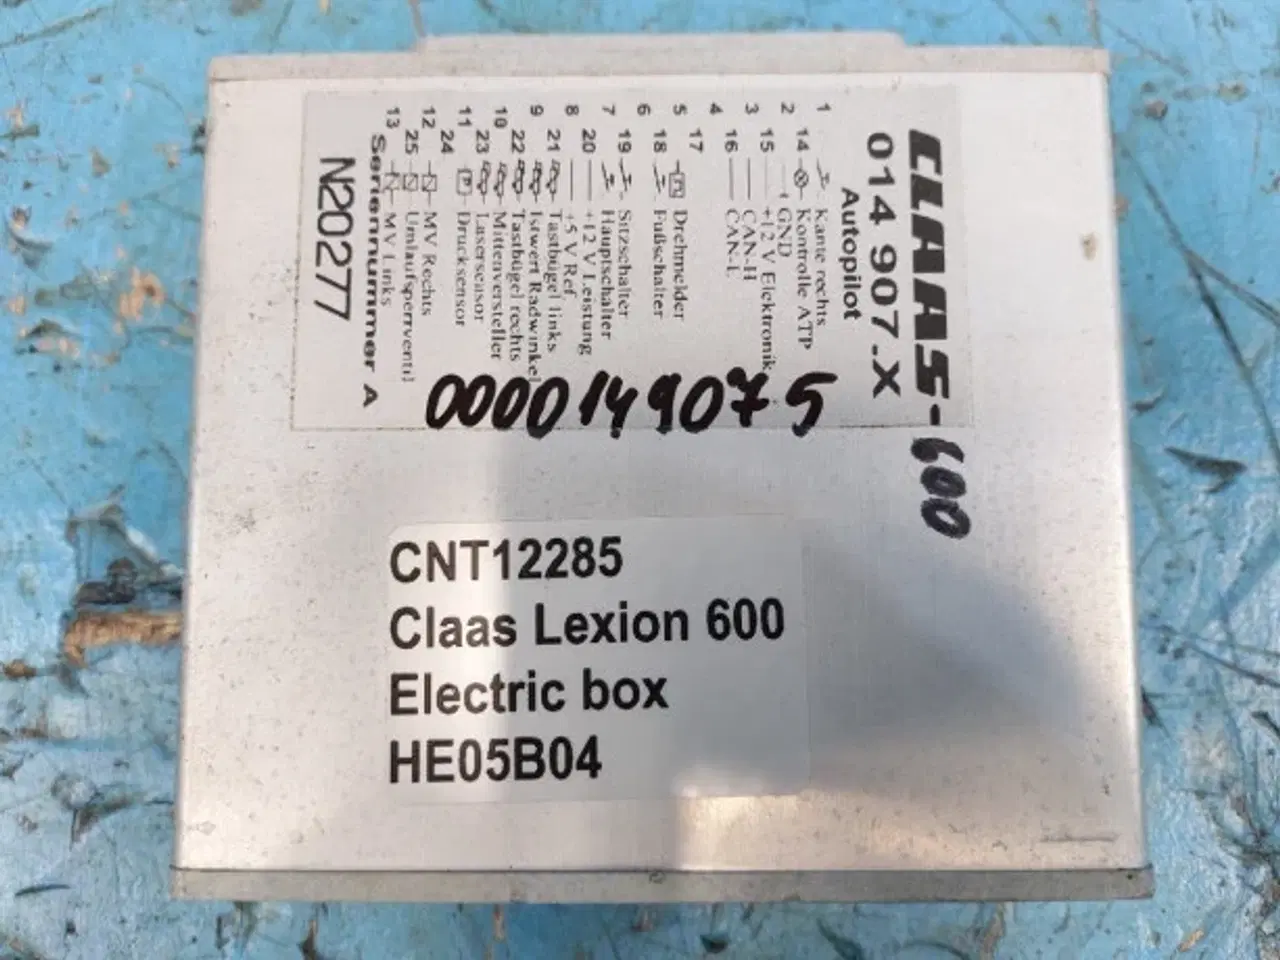 CLAAS-600
014 907.X
Autopilot
1 Kante rechts
14 Kontrolle ATP
2 GND
15 +12 V Elektronik
3 CAN-H
16 CAN-L
4
17
5 Drehmelder
18 Fußschalter
6
19 Sitzschalter
7 Hauptschalter
20 +12 V Leistung
8 +5 V Ref
21 Tastbügel links
9 Istwert Radwinkel
22 Tastbügel rechts
10 Mittenversteller
23 Lasersensor
11 Drucksensor
24
12 MV Rechts
25 Umlaufsperrventil
13 MV Links
Seriennummer A
N20277
0000149075
CNT12285
Claas Lexion 600
Electric box
HE05B04